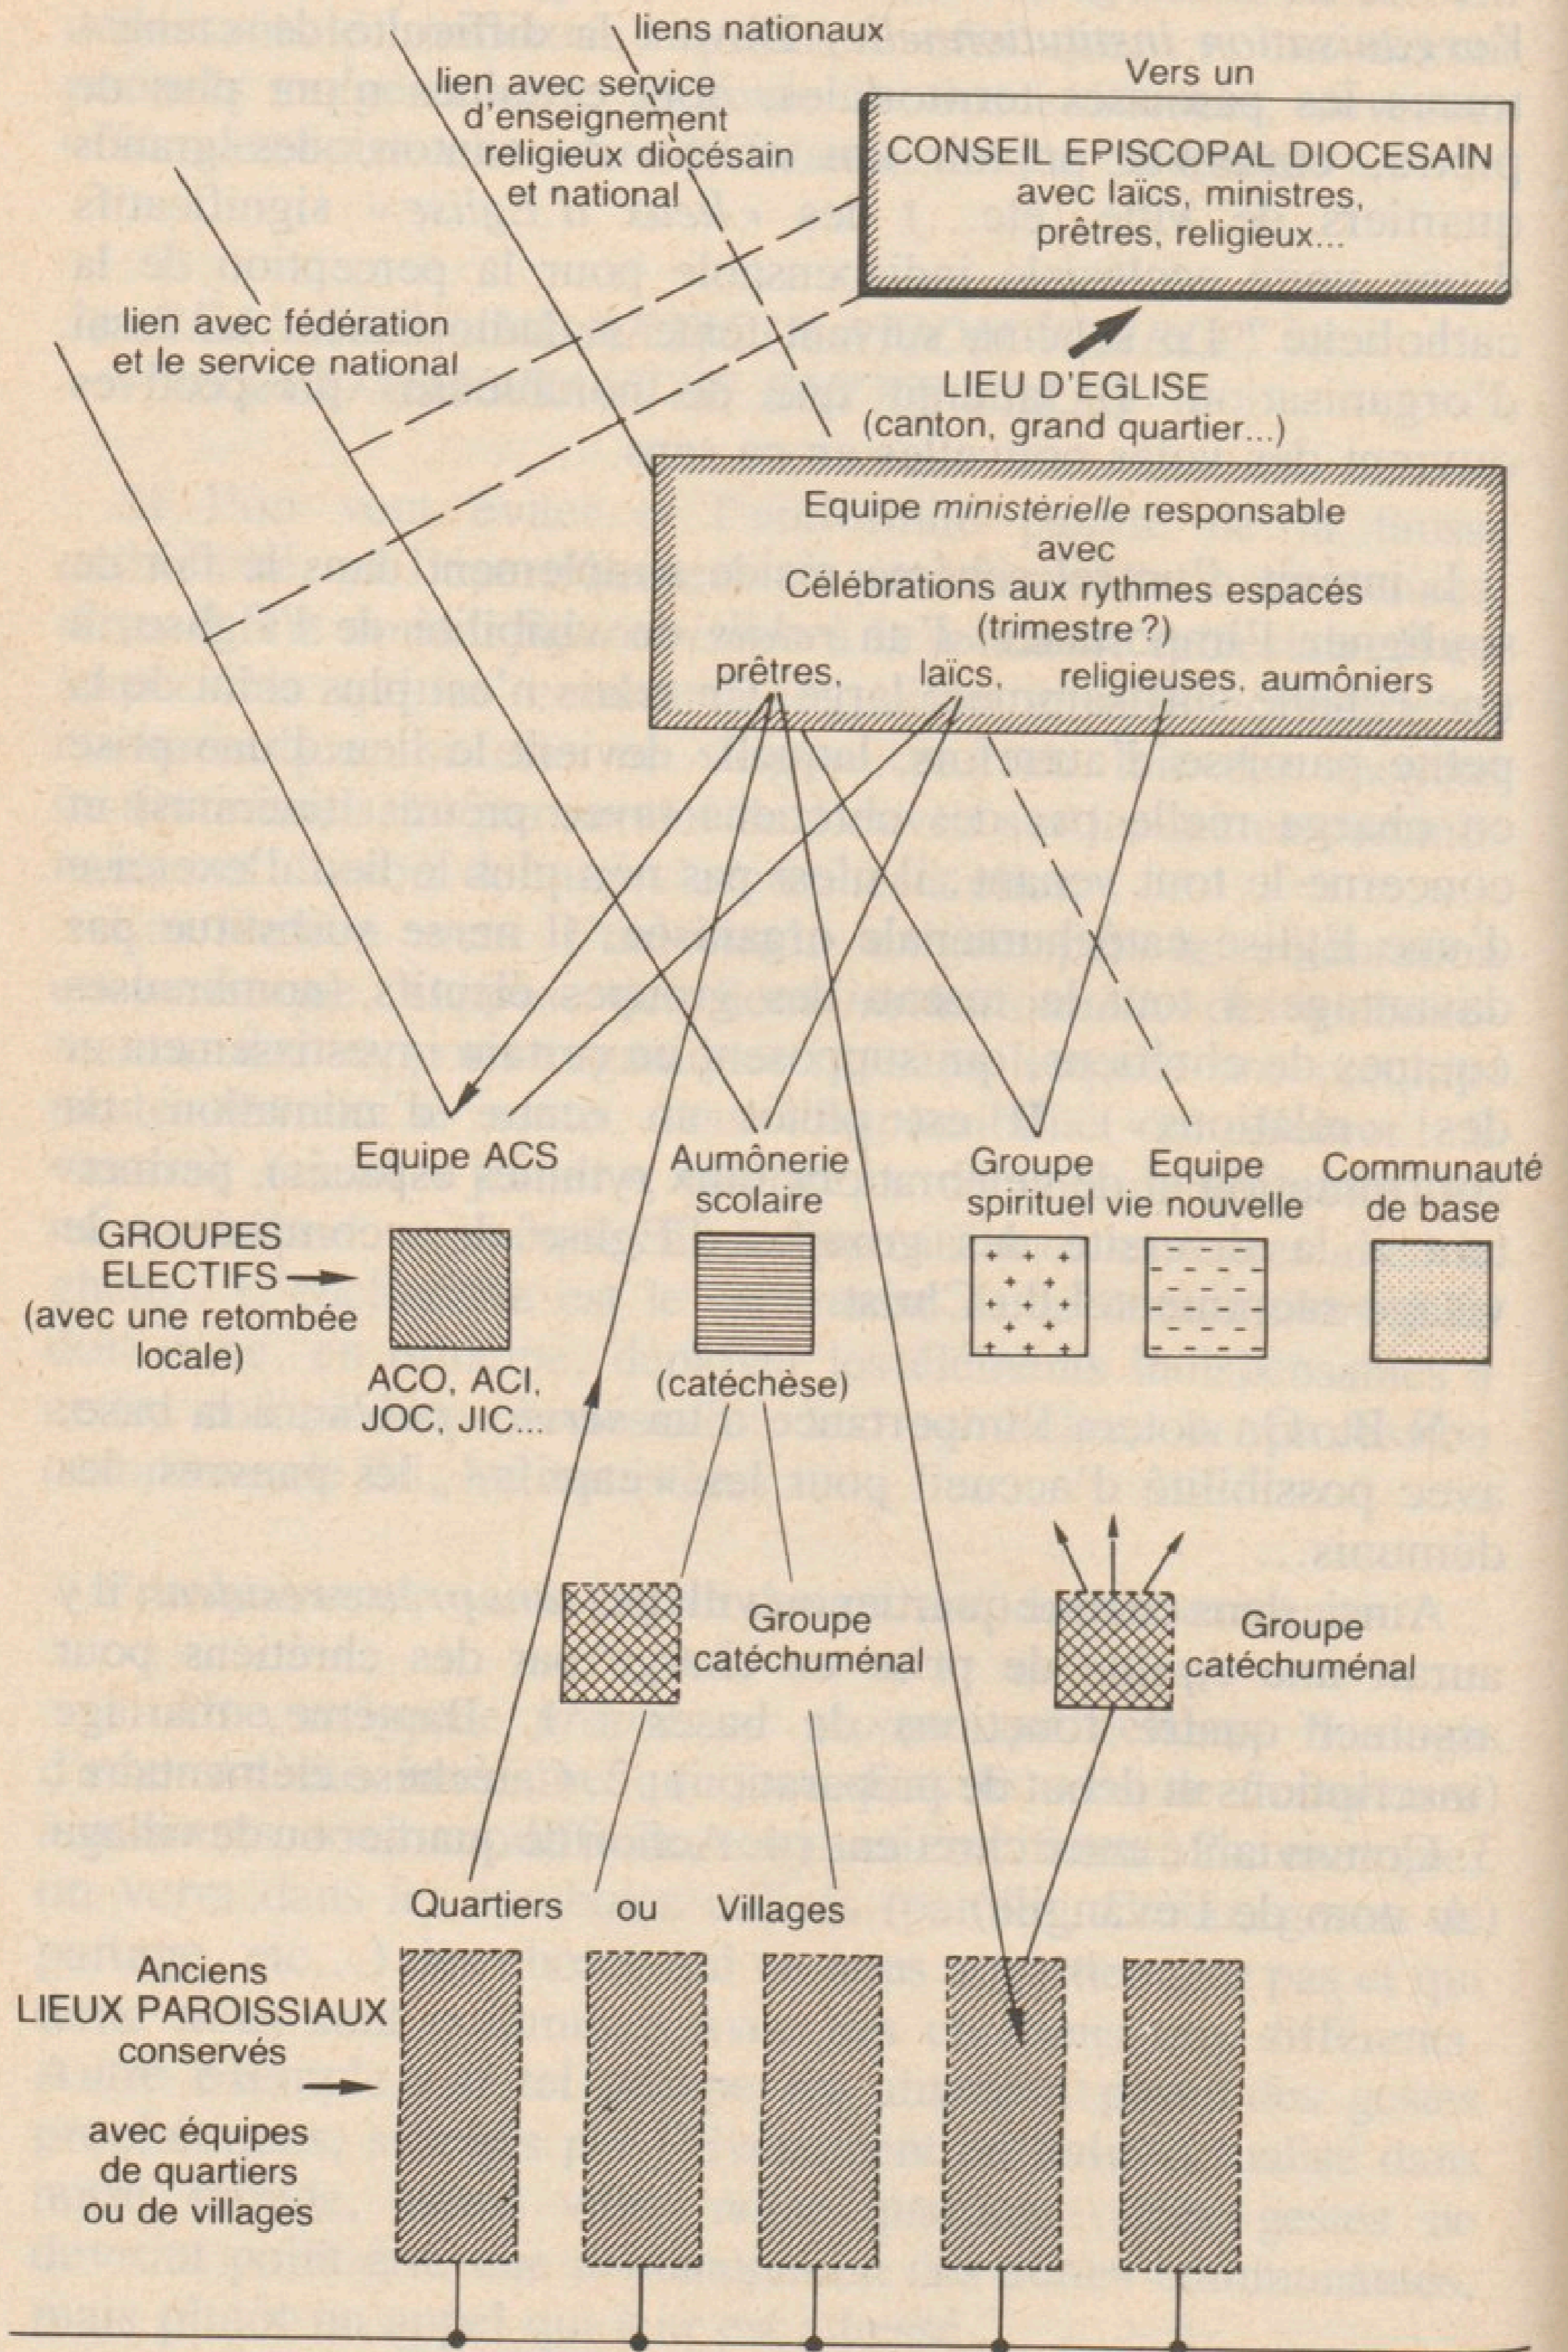 liens nationaux
lien avec service
d'enseignement
religieux diocésain
et national
Vers un
CONSEIL EPISCOPAL DIOCESAIN
avec laïcs, ministres,
prêtres, religieux...
lien avec fédération
et le service national
LIEU D'EGLISE
(canton, grand quartier...)
Equipe ministérielle responsable
avec
Célébrations aux rythmes espacés
(trimestre ?)
prêtres, laïcs, religieuses, aumôniers
Equipe ACS
Aumônerie
scolaire
Groupe
spirituel
Equipe
vie nouvelle
Communauté
de base
GROUPES
ELECTIFS
(avec une retombée
locale)
ACO, ACI,
JOC, JIC...
(catéchèse)
Groupe
catéchuménal
Groupe
catéchuménal
Quartiers ou Villages
Anciens
LIEUX PAROISSIAUX
conservés
avec équipes
de quartiers
ou de villages